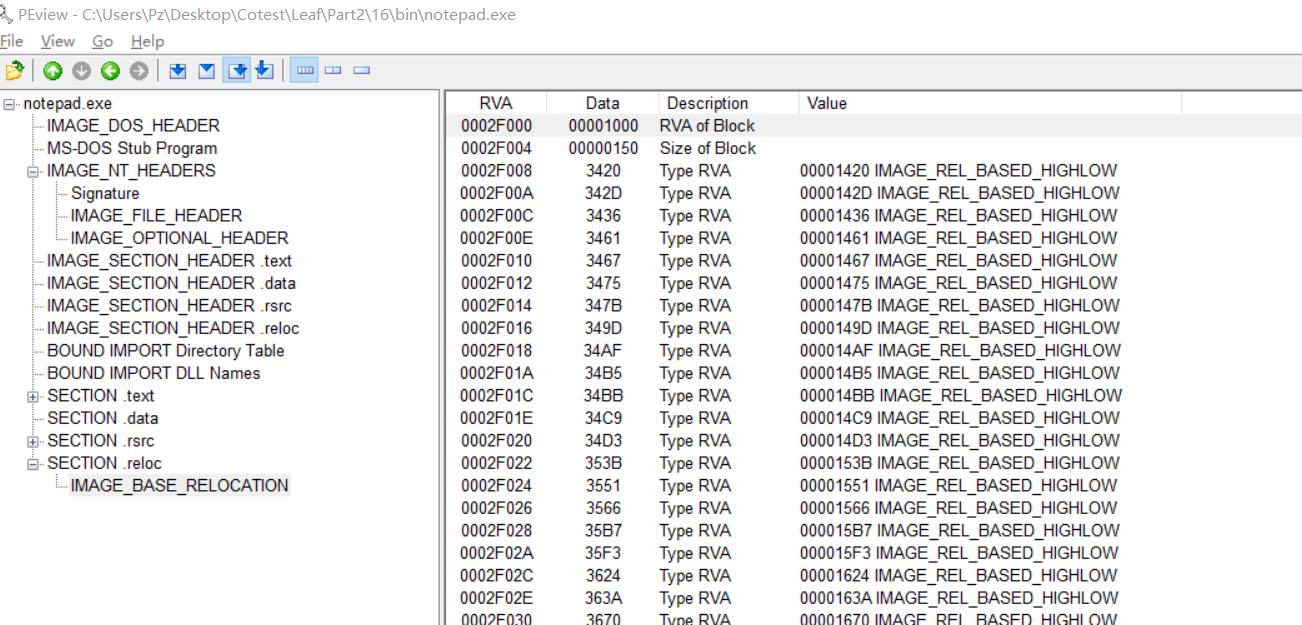 PEview - C:\Users\Pz\Desktop\Cotest\Leaf\Part2\16\bin\notepad.exe
File View Go Help
notepad.exe
IMAGE_DOS_HEADER
MS-DOS Stub Program
IMAGE_NT_HEADERS
Signature
IMAGE_FILE_HEADER
IMAGE_OPTIONAL_HEADER
IMAGE_SECTION_HEADER .text
IMAGE_SECTION_HEADER .data
IMAGE_SECTION_HEADER .rsrc
IMAGE_SECTION_HEADER .reloc
BOUND IMPORT Directory Table
BOUND IMPORT DLL Names
SECTION .text
SECTION .data
SECTION .rsrc
SECTION .reloc
IMAGE_BASE_RELOCATION
RVA Data Description Value
0002F000 00001000 RVA of Block
0002F004 00000150 Size of Block
0002F008 3420 Type RVA 00001420 IMAGE_REL_BASED_HIGHLOW
0002F00A 342D Type RVA 0000142D IMAGE_REL_BASED_HIGHLOW
0002F00C 3436 Type RVA 00001436 IMAGE_REL_BASED_HIGHLOW
0002F00E 3461 Type RVA 00001461 IMAGE_REL_BASED_HIGHLOW
0002F010 3467 Type RVA 00001467 IMAGE_REL_BASED_HIGHLOW
0002F012 3475 Type RVA 00001475 IMAGE_REL_BASED_HIGHLOW
0002F014 347B Type RVA 0000147B IMAGE_REL_BASED_HIGHLOW
0002F016 349D Type RVA 0000149D IMAGE_REL_BASED_HIGHLOW
0002F018 34AF Type RVA 000014AF IMAGE_REL_BASED_HIGHLOW
0002F01A 34B5 Type RVA 000014B5 IMAGE_REL_BASED_HIGHLOW
0002F01C 34BB Type RVA 000014BB IMAGE_REL_BASED_HIGHLOW
0002F01E 34C9 Type RVA 000014C9 IMAGE_REL_BASED_HIGHLOW
0002F020 34D3 Type RVA 000014D3 IMAGE_REL_BASED_HIGHLOW
0002F022 353B Type RVA 0000153B IMAGE_REL_BASED_HIGHLOW
0002F024 3551 Type RVA 00001551 IMAGE_REL_BASED_HIGHLOW
0002F026 3566 Type RVA 00001566 IMAGE_REL_BASED_HIGHLOW
0002F028 35B7 Type RVA 000015B7 IMAGE_REL_BASED_HIGHLOW
0002F02A 35F3 Type RVA 000015F3 IMAGE_REL_BASED_HIGHLOW
0002F02C 3624 Type RVA 00001624 IMAGE_REL_BASED_HIGHLOW
0002F02E 363A Type RVA 0000163A IMAGE_REL_BASED_HIGHLOW
0002F030 3670 Type RVA 00001670 IMAGE_REL_BASED_HIGHLOW